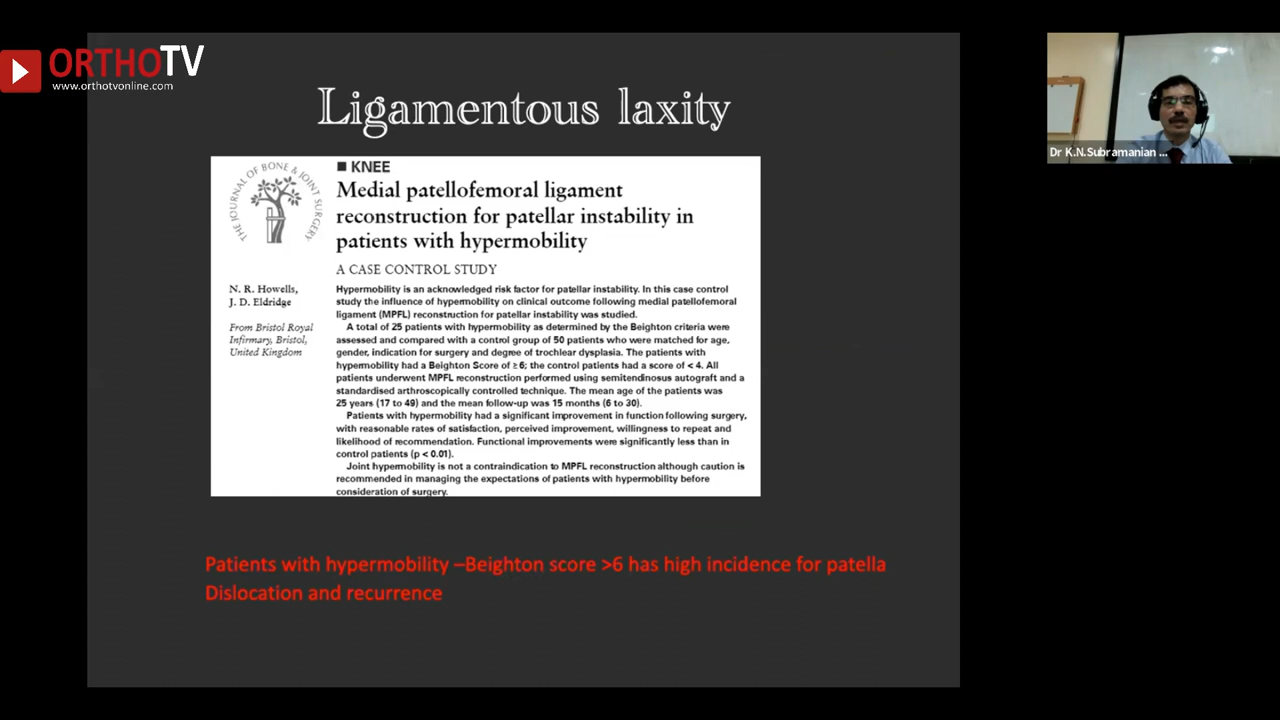 ORTHOTV
www.orthotvonline.com
Dr K.N.Subramanian ...
Ligamentous laxity
THE JOURNAL OF BONE & JOINT SURGERY
■ KNEE
Medial patellofemoral ligament
reconstruction for patellar instability in
patients with hypermobility
A CASE CONTROL STUDY
N. R. Howells,
J. D. Eldridge
From Bristol Royal
Infirmary, Bristol,
United Kingdom
Hypermobility is an acknowledged risk factor for patellar instability. In this case control
study the influence of hypermobility on clinical outcome following medial patellofemoral
ligament (MPFL) reconstruction for patellar instability was studied.
A total of 25 patients with hypermobility as determined by the Beighton criteria were
assessed and compared with a control group of 50 patients who were matched for age,
gender, indication for surgery and degree of trochlear dysplasia. The patients with
hypermobility had a Beighton Score of ≥ 6; the control patients had a score of < 4. All
patients underwent MPFL reconstruction performed using semitendinosus autograft and a
standardised arthroscopically controlled technique. The mean age of the patients was
25 years (17 to 49) and the mean follow-up was 15 months (6 to 30).
Patients with hypermobility had a significant improvement in function following surgery,
with reasonable rates of satisfaction, perceived improvement, willingness to repeat and
likelihood of recommendation. Functional improvements were significantly less than in
control patients (p < 0.01).
Joint hypermobility is not a contraindication to MPFL reconstruction although caution is
recommended in managing the expectations of patients with hypermobility before
consideration of surgery.
Patients with hypermobility –Beighton score >6 has high incidence for patella
Dislocation and recurrence